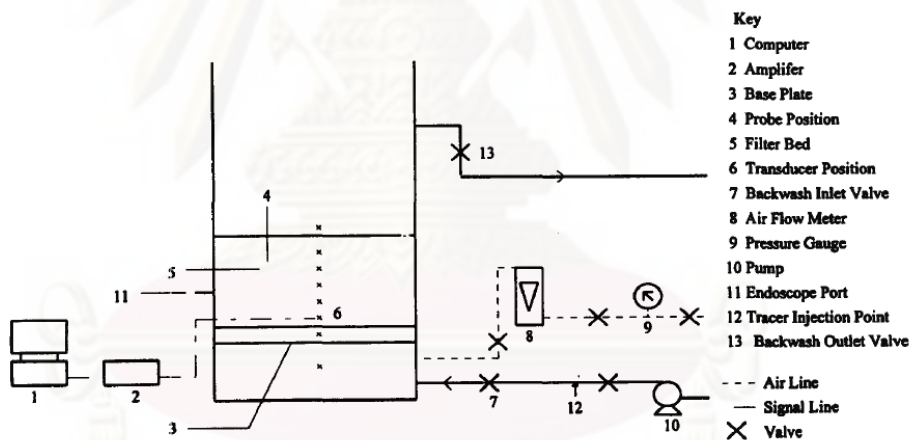 Key
1 Computer
2 Amplifer
3 Base Plate
4 Probe Position
5 Filter Bed
6 Transducer Position
7 Backwash Inlet Valve
8 Air Flow Meter
9 Pressure Gauge
10 Pump
11 Endoscope Port
12 Tracer Injection Point
13 Backwash Outlet Valve
Air Line
Signal Line
Valve
13
4
5
11
6
8
9
1
2
7
12
10
3